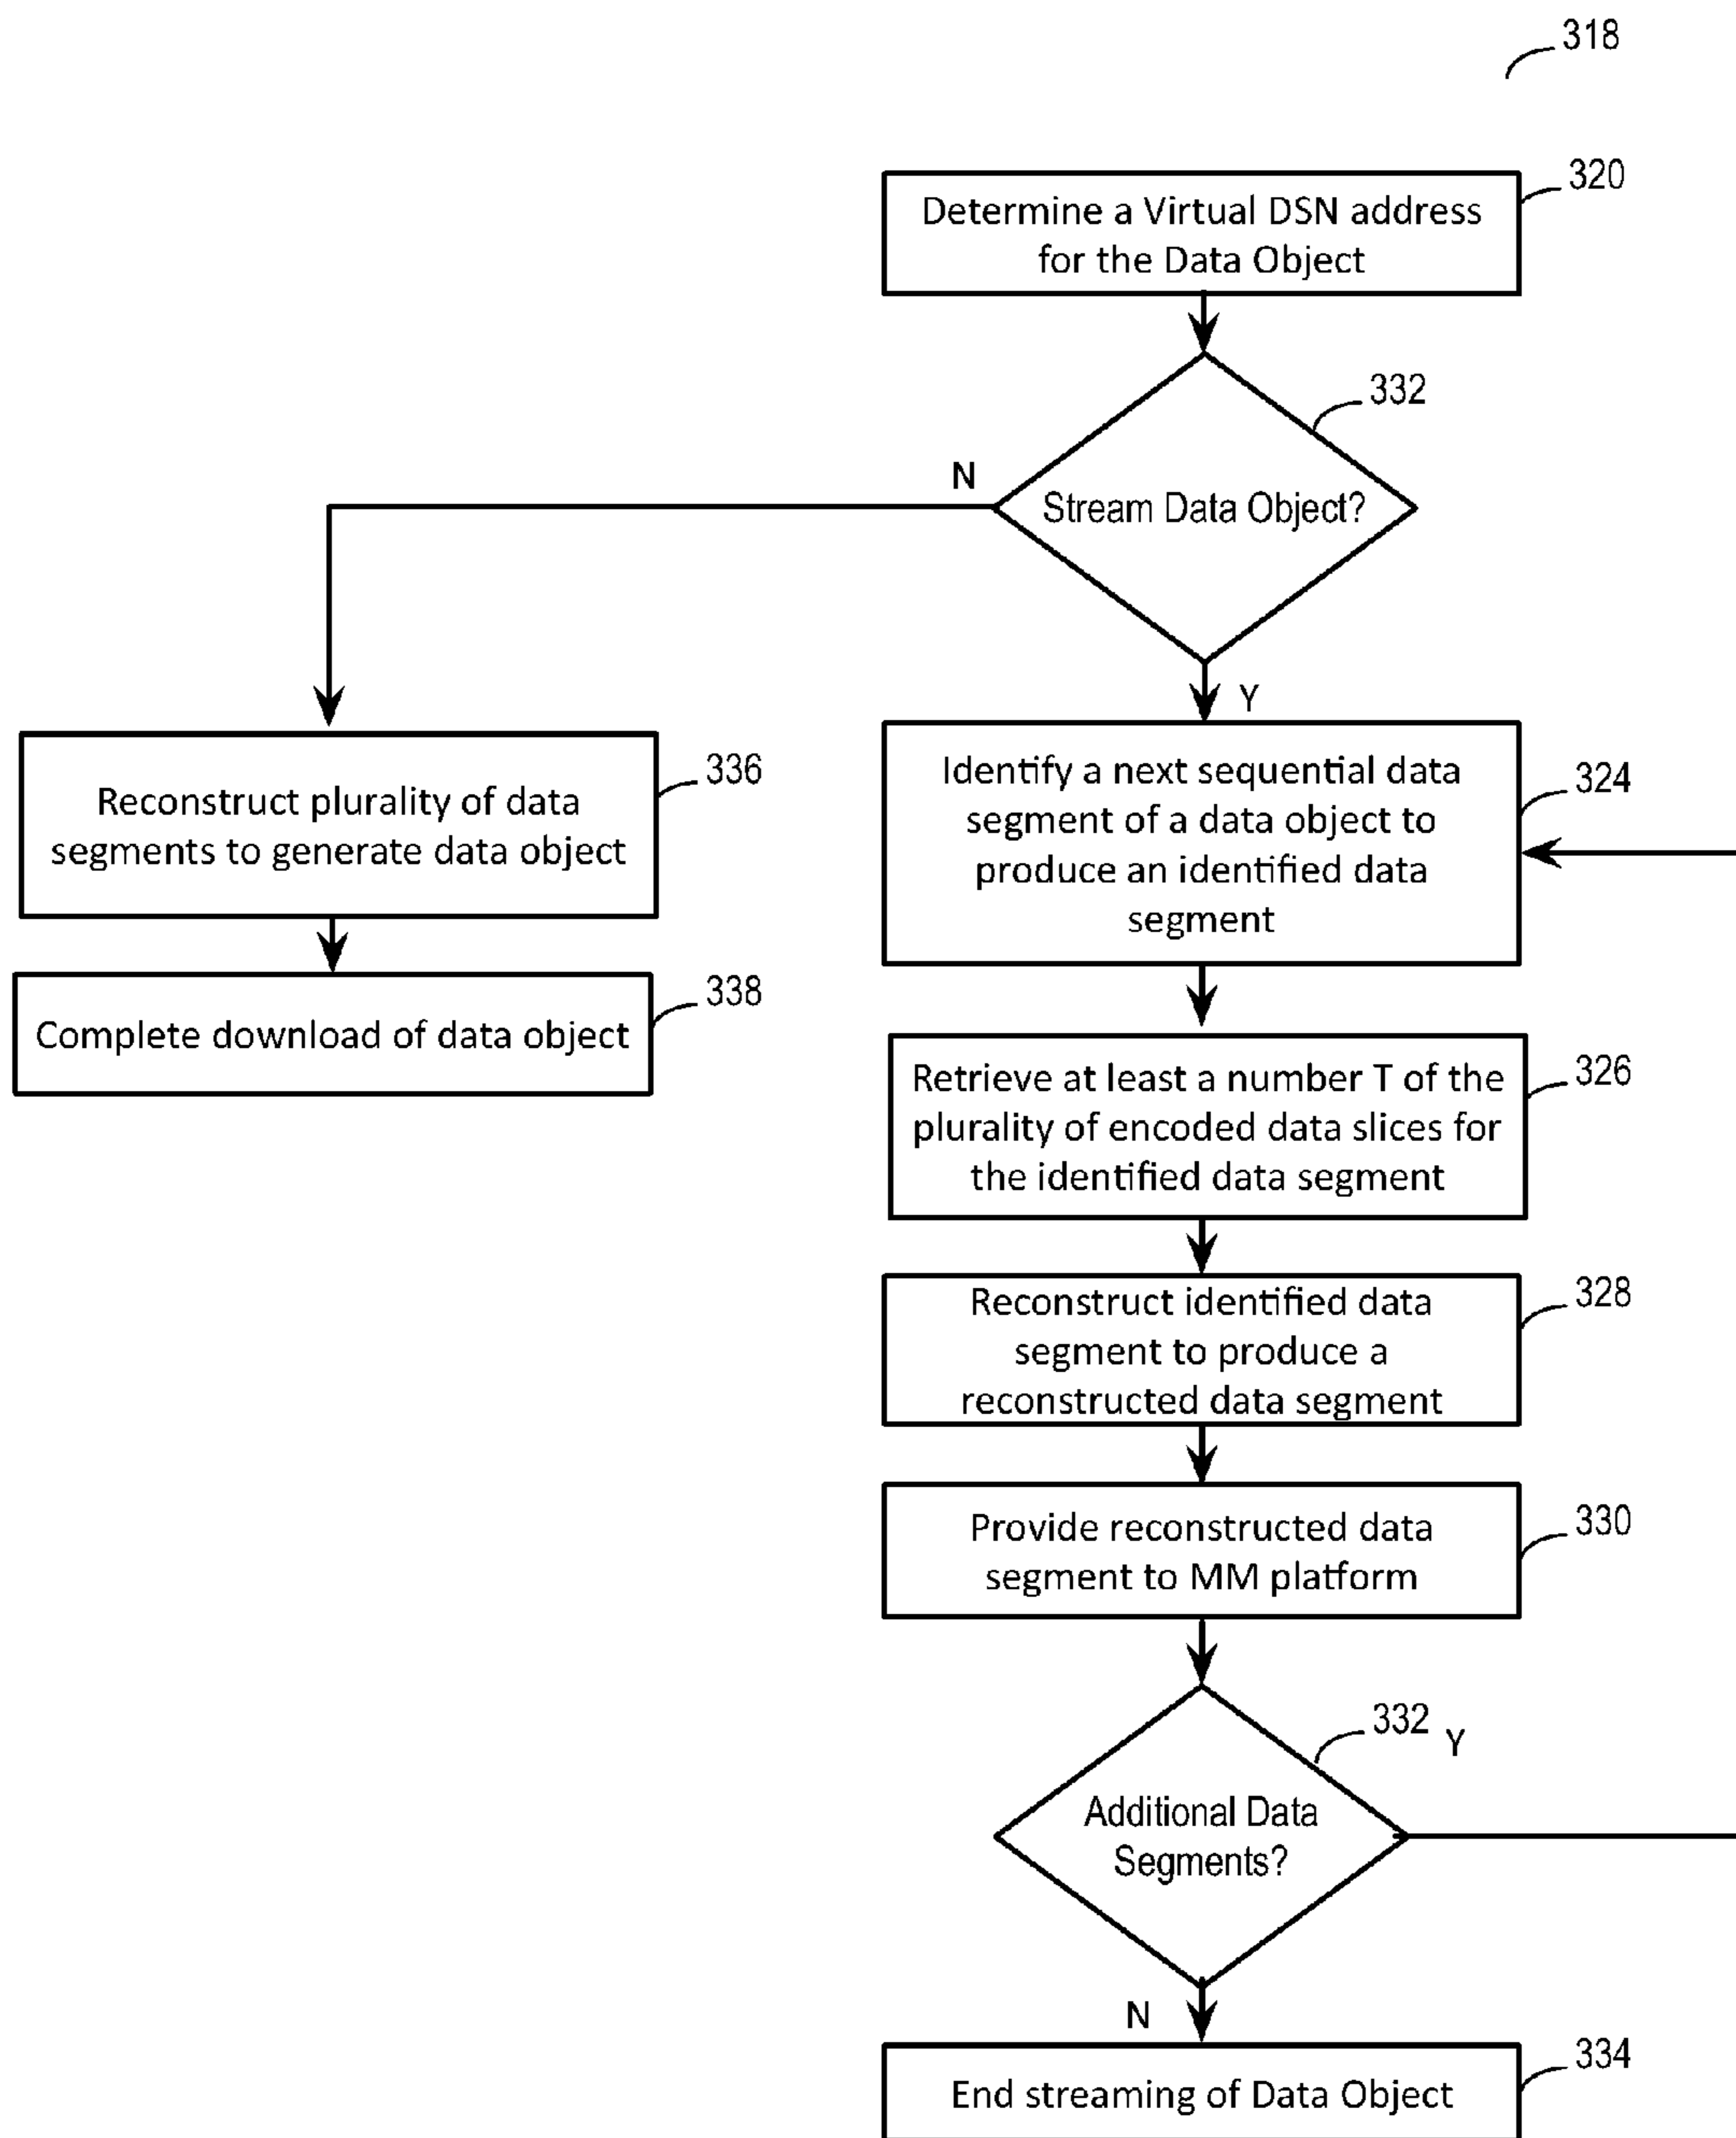 318
320
Determine a Virtual DSN address
for the Data Object
332
N
Stream Data Object?
Y
336
Reconstruct plurality of data
segments to generate data object
338
Complete download of data object
324
Identify a next sequential data
segment of a data object to
produce an identified data
segment
326
Retrieve at least a number T of the
plurality of encoded data slices for
the identified data segment
328
Reconstruct identified data
segment to produce a
reconstructed data segment
330
Provide reconstructed data
segment to MM platform
332
Y
Additional Data
Segments?
N
334
End streaming of Data Object